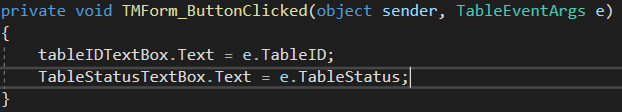 private void TMForm_ButtonClicked(object sender, TableEventArgs e)
{
tableIDTextBox.Text = e.TableID;
TableStatusTextBox.Text = e.TableStatus;
}